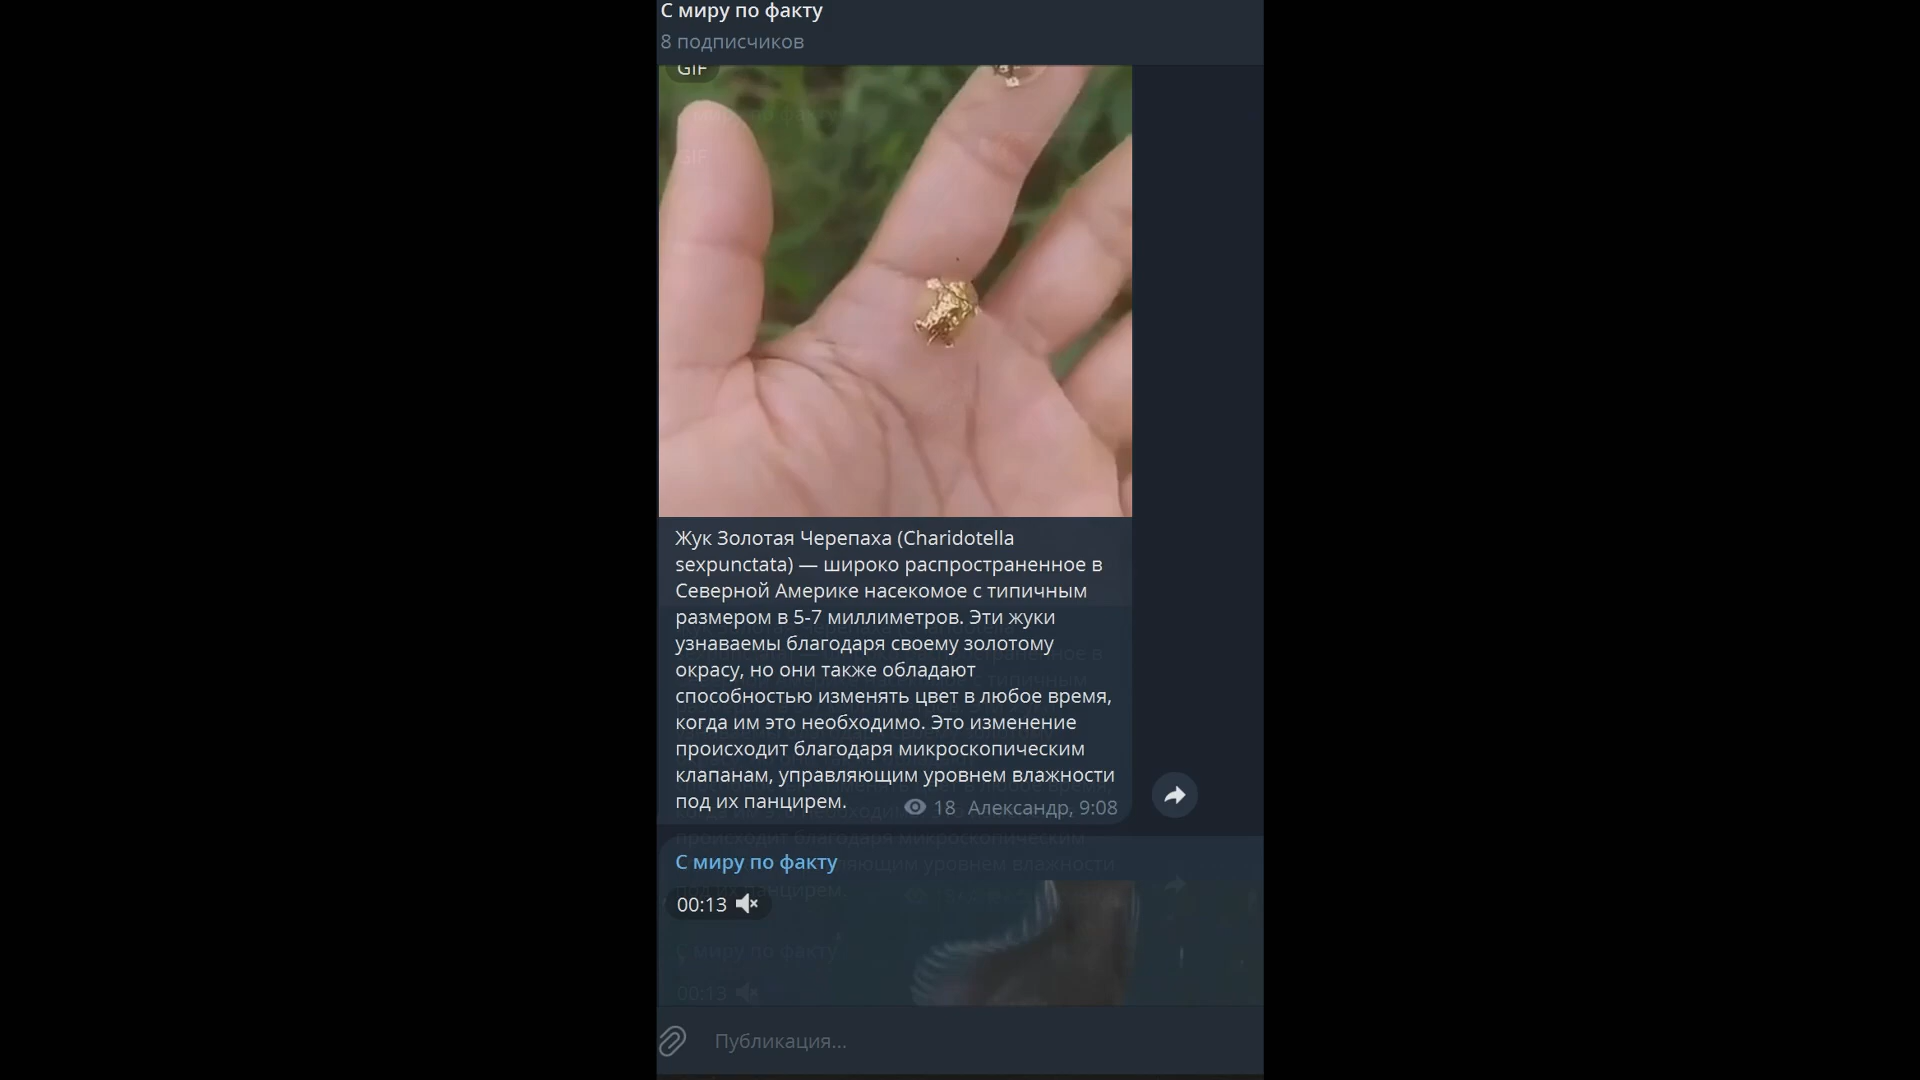 С миру по факту
8 подписчиков
GIF
Жук Золотая Черепаха (Charidotella
sexpunctata) — широко распространенное в
Северной Америке насекомое с типичным
размером в 5-7 миллиметров. Эти жуки
узнаваемы благодаря своему золотому
окрасу, но они также обладают
способностью изменять цвет в любое время,
когда им это необходимо. Это изменение
происходит благодаря микроскопическим
клапанам, управляющим уровнем влажности
под их панцирем.
18 Александр, 9:08
С миру по факту
00:13
Публикация...